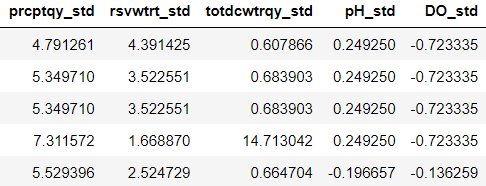 prcptqy_std rsvwtrt_std totdcwtrqy_std pH_std DO_std
4.791261 4.391425 0.607866 0.249250 -0.723335
5.349710 3.522551 0.683903 0.249250 -0.723335
5.349710 3.522551 0.683903 0.249250 -0.723335
7.311572 1.668870 14.713042 0.249250 -0.723335
5.529396 2.524729 0.664704 -0.196657 -0.136259